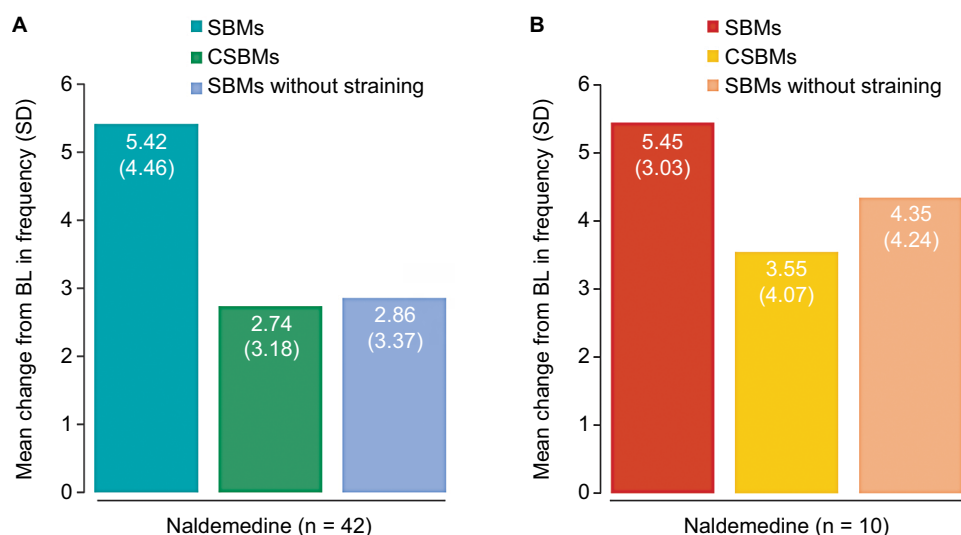 A
SBMs
CSBMs
SBMs without straining
Mean change from BL in frequency (SD)
6
5
4
3
2
1
0
5.42
(4.46)
2.74
(3.18)
2.86
(3.37)
Naldemedine (n = 42)
B
SBMs
CSBMs
SBMs without straining
Mean change from BL in frequency (SD)
6
5
4
3
2
1
0
5.45
(3.03)
3.55
(4.07)
4.35
(4.24)
Naldemedine (n = 10)